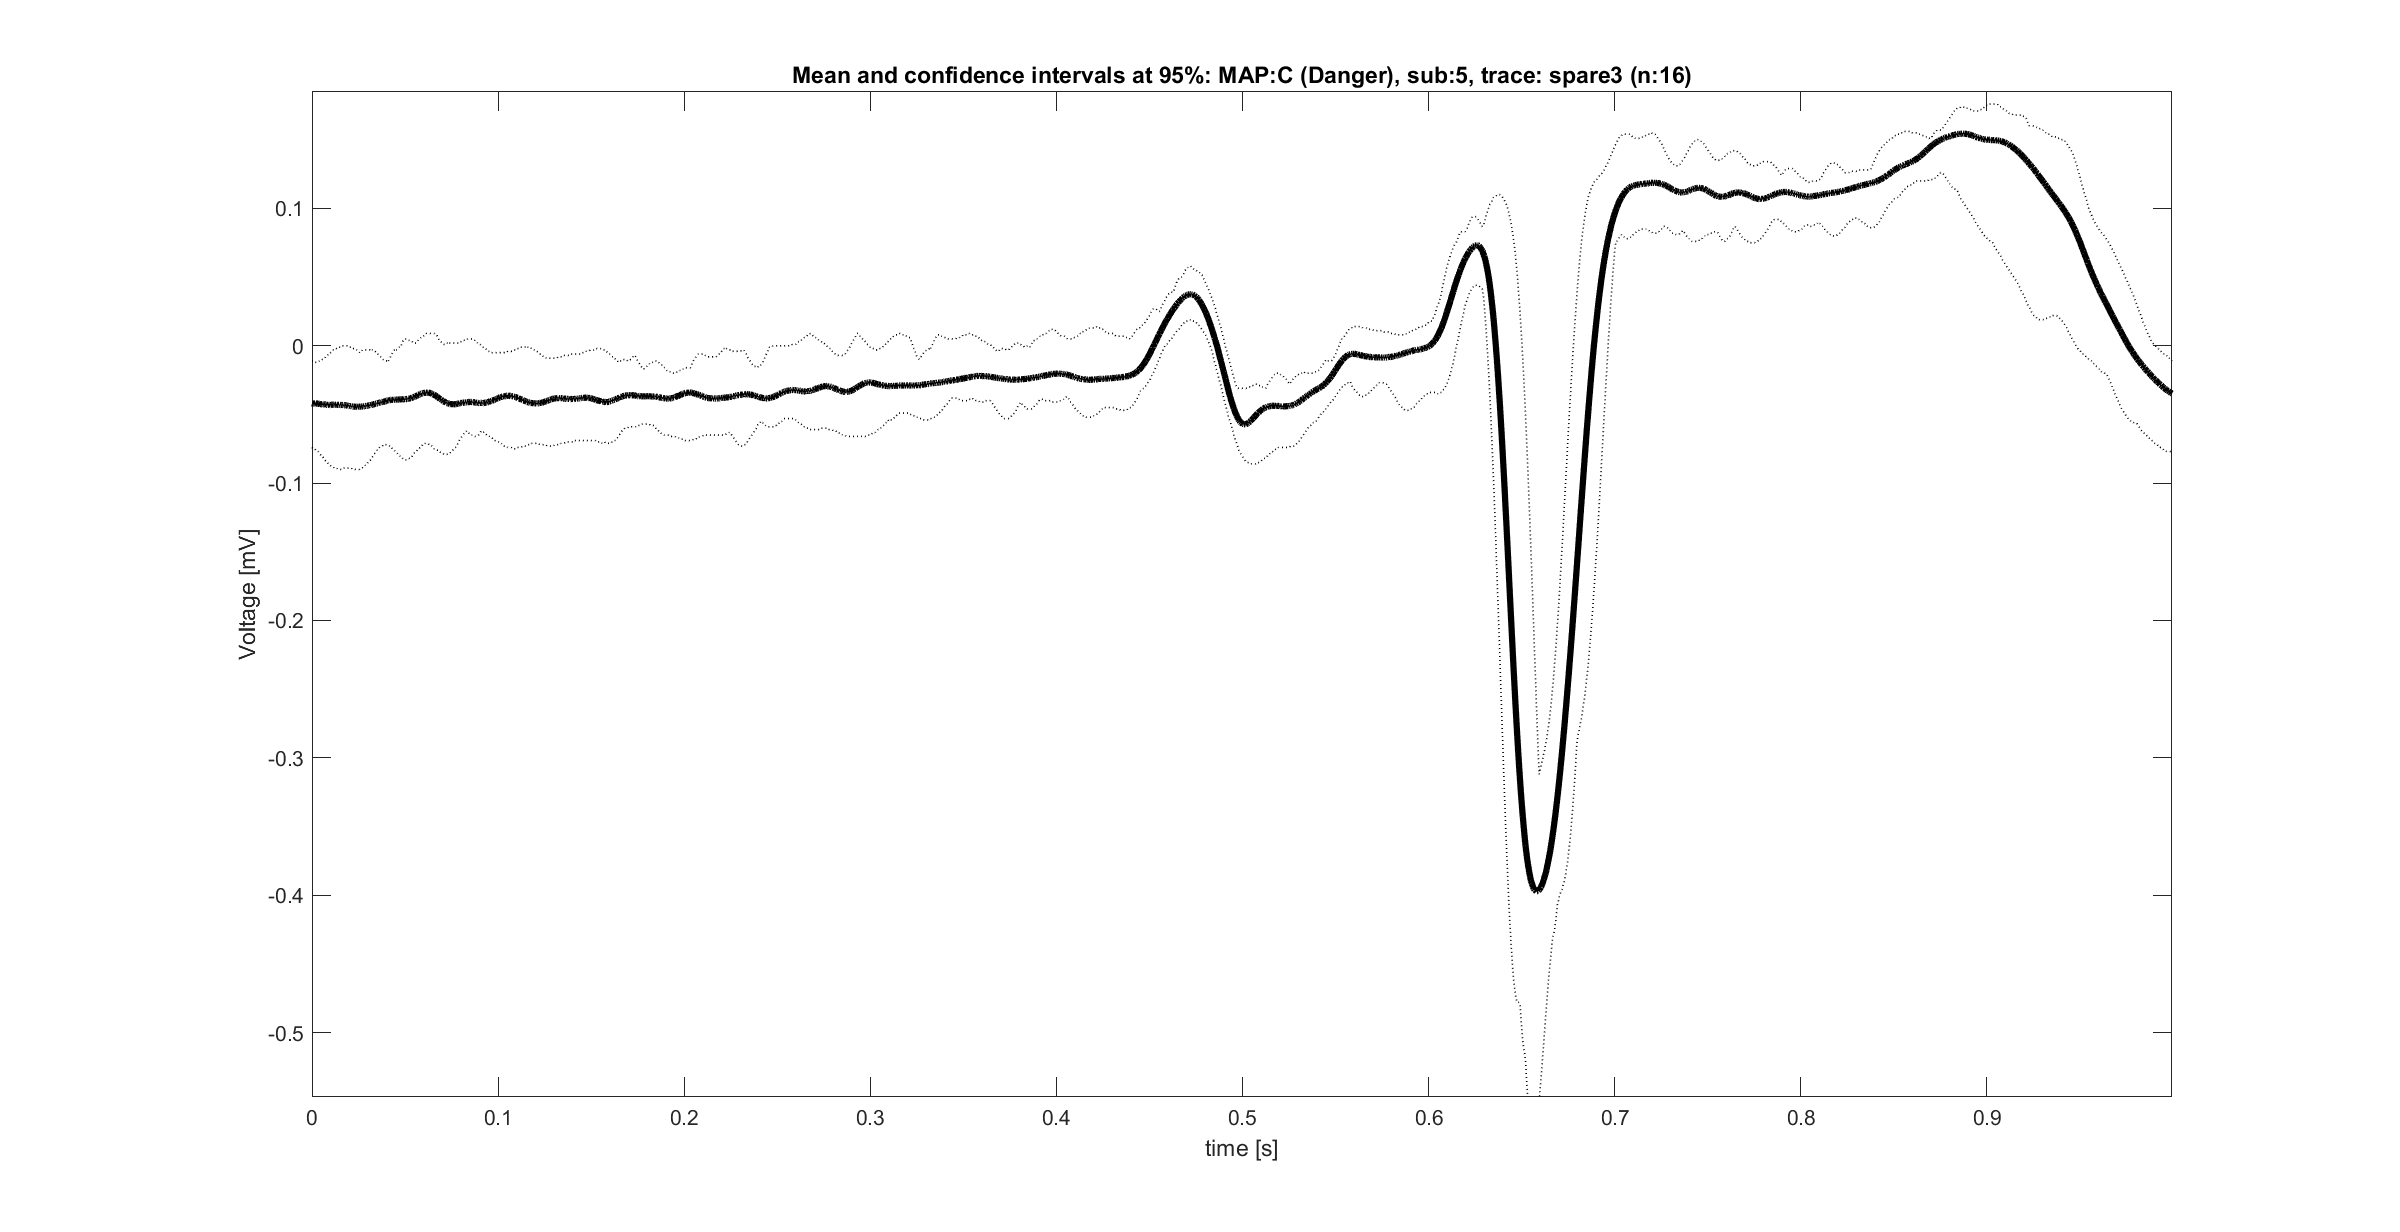 Mean and confidence intervals at 95%: MAP:C (Danger), sub:5, trace: spare3 (n:16)
0.1
0
-0.1
-0.2
-0.3
-0.4
-0.5
Voltage [mV]
0 0.1 0.2 0.3 0.4 0.5 0.6 0.7 0.8 0.9
time [s]